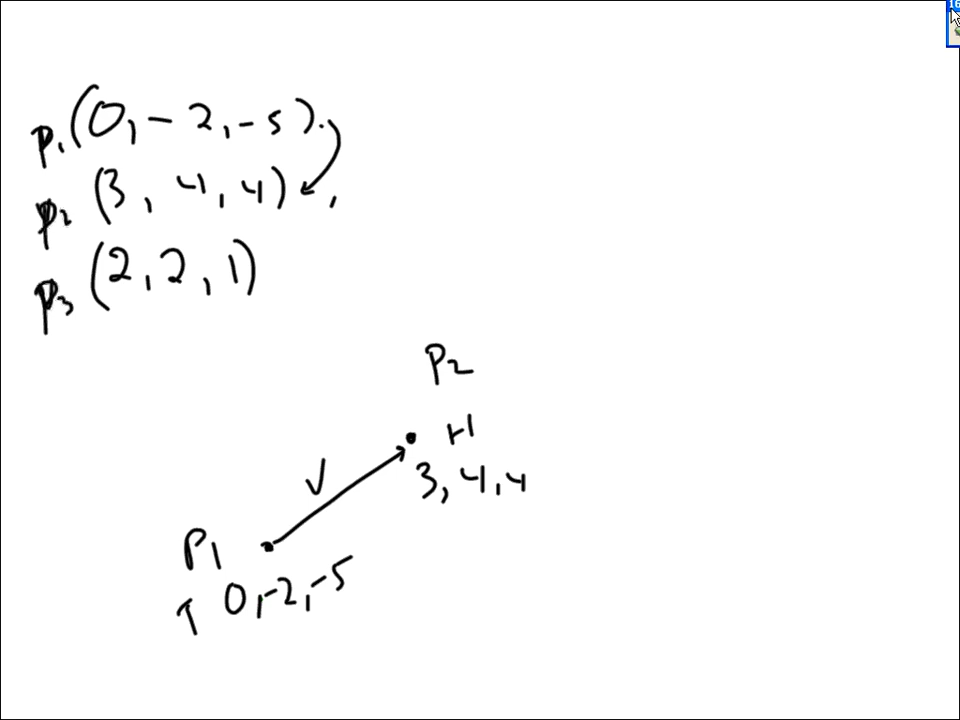 P1 (0, -2, -5).
P2 (3, 4, 4) ,
P3 (2, 2, 1)
P2
H
V
3, 4, 4
P1
0, -2, -5